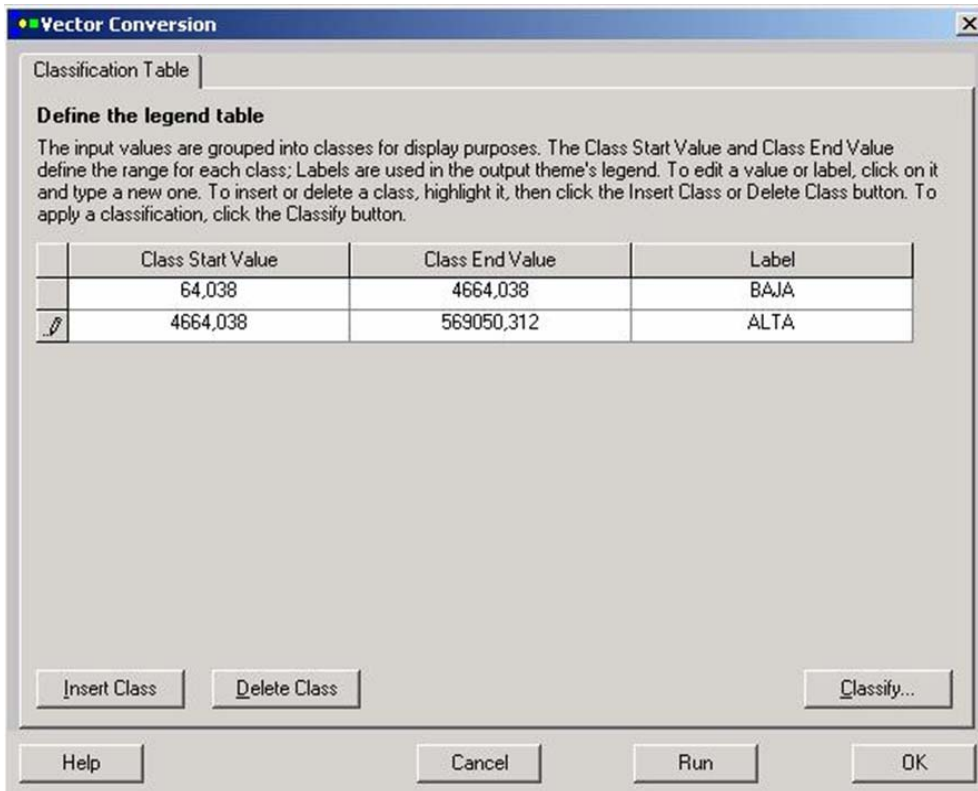 Vector Conversion
Classification Table
Define the legend table
The input values are grouped into classes for display purposes. The Class Start Value and Class End Value
define the range for each class; Labels are used in the output theme's legend. To edit a value or label, click on it
and type a new one. To insert or delete a class, highlight it, then click the Insert Class or Delete Class button. To
apply a classification, click the Classify button.
Class Start Value Class End Value Label
64,038 4664,038 BAJA
4664,038 569050,312 ALTA
Insert Class Delete Class Classify...
Help Cancel Run OK